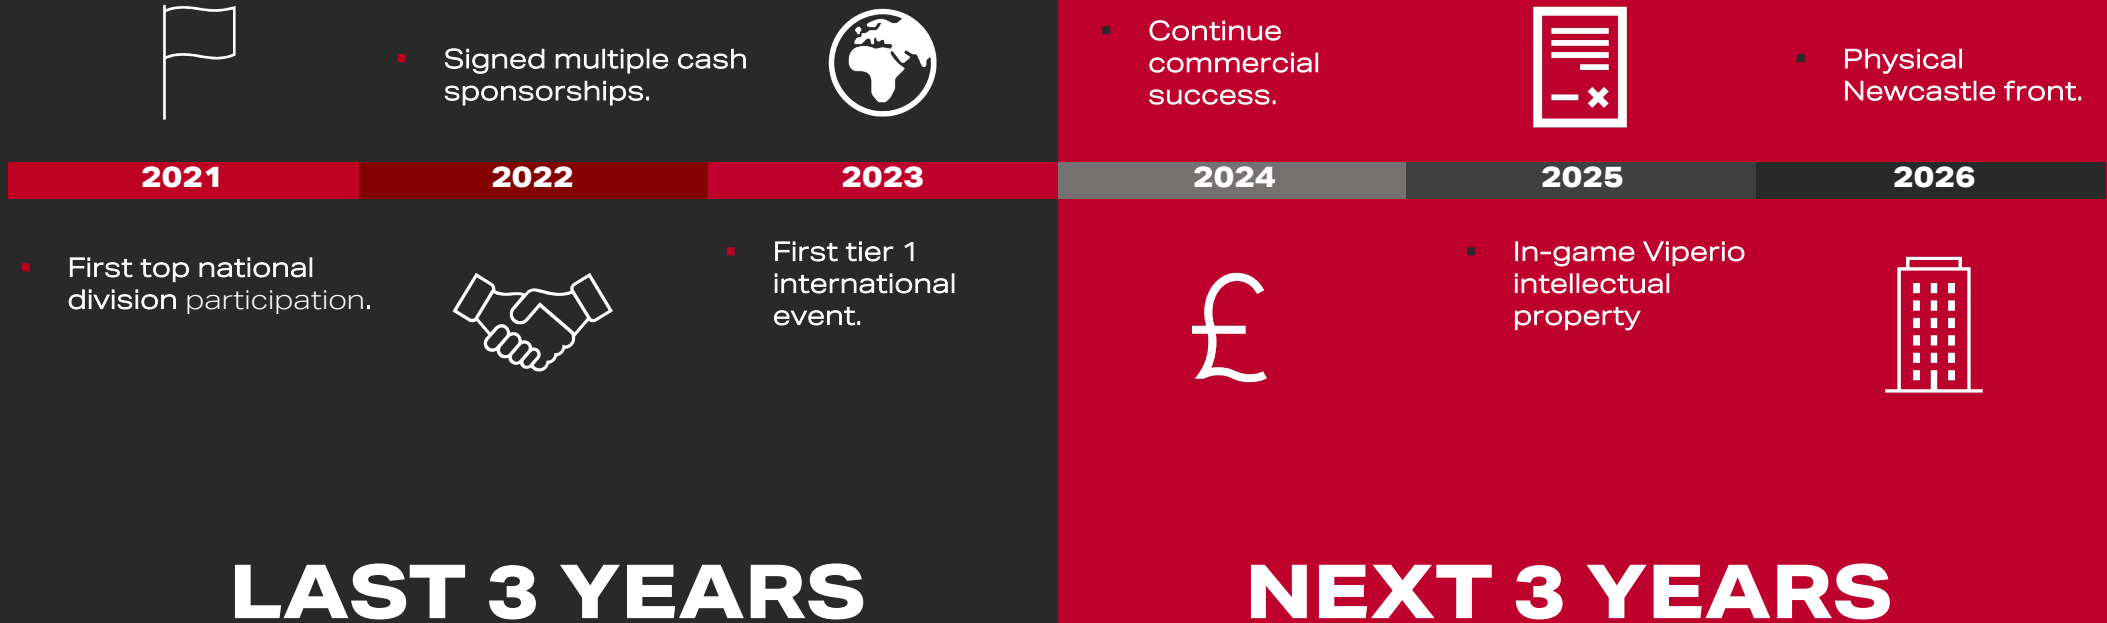 Signed multiple cash
sponsorships.
Continue
commercial
success.
Physical
Newcastle front.
2021
2022
2023
2024
2025
2026
First top national
division participation.
First tier 1
international
event.
In-game Viperio
intellectual
property
LAST 3 YEARS
NEXT 3 YEARS